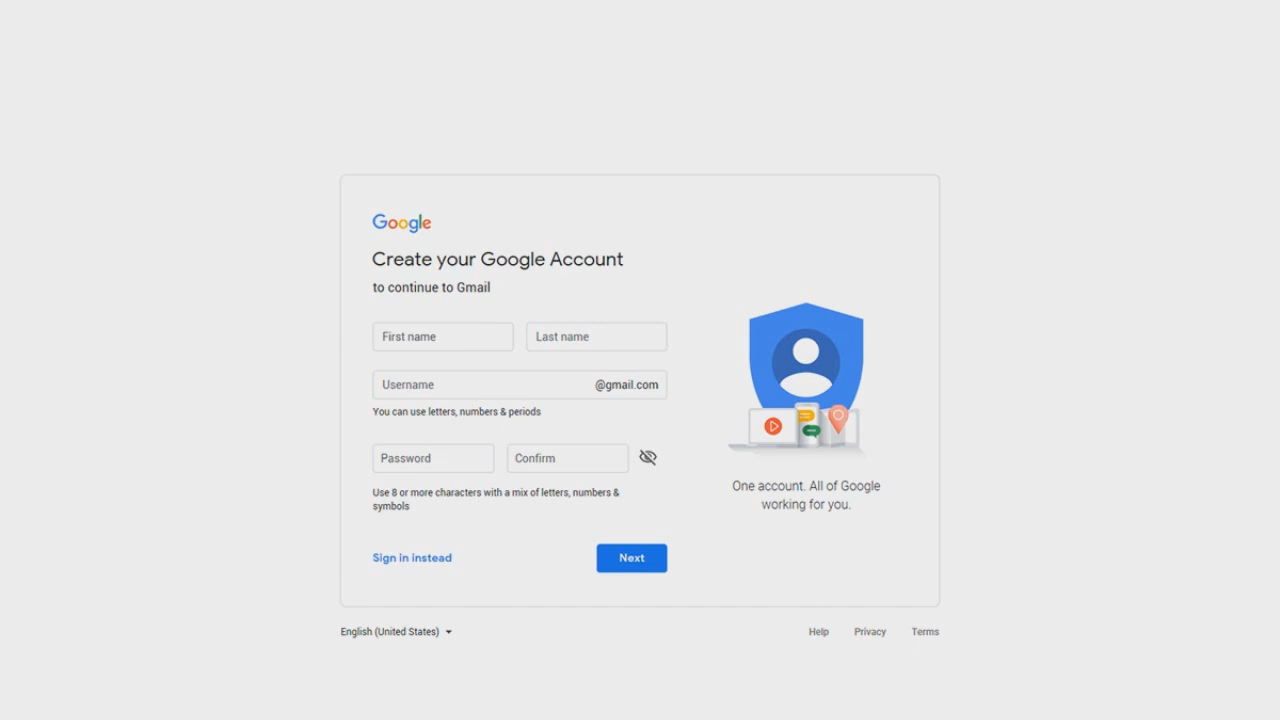 Google
Create your Google Account
to continue to Gmail
First name
Last name
Username
@gmail.com
You can use letters, numbers & periods
Password
Confirm
Use 8 or more characters with a mix of letters, numbers &
symbols
Sign in instead
Next
One account. All of Google
working for you.
English (United States)
Help
Privacy
Terms